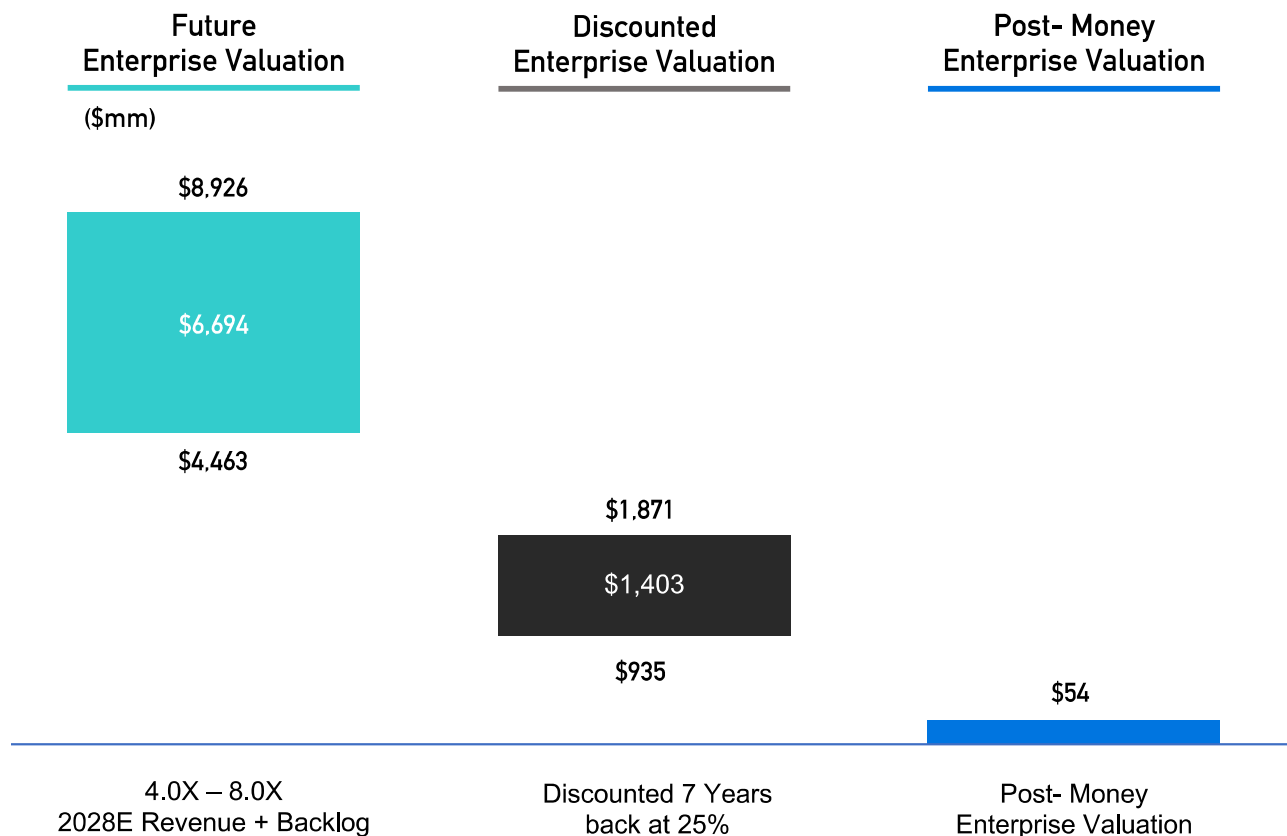 Future
Enterprise Valuation
Discounted
Enterprise Valuation
Post- Money
Enterprise Valuation
($mm)
$8,926
$6,694
$4,463
$1,871
$1,403
$935
$54
4.0X – 8.0X
2028E Revenue + Backlog
Discounted 7 Years
back at 25%
Post- Money
Enterprise Valuation